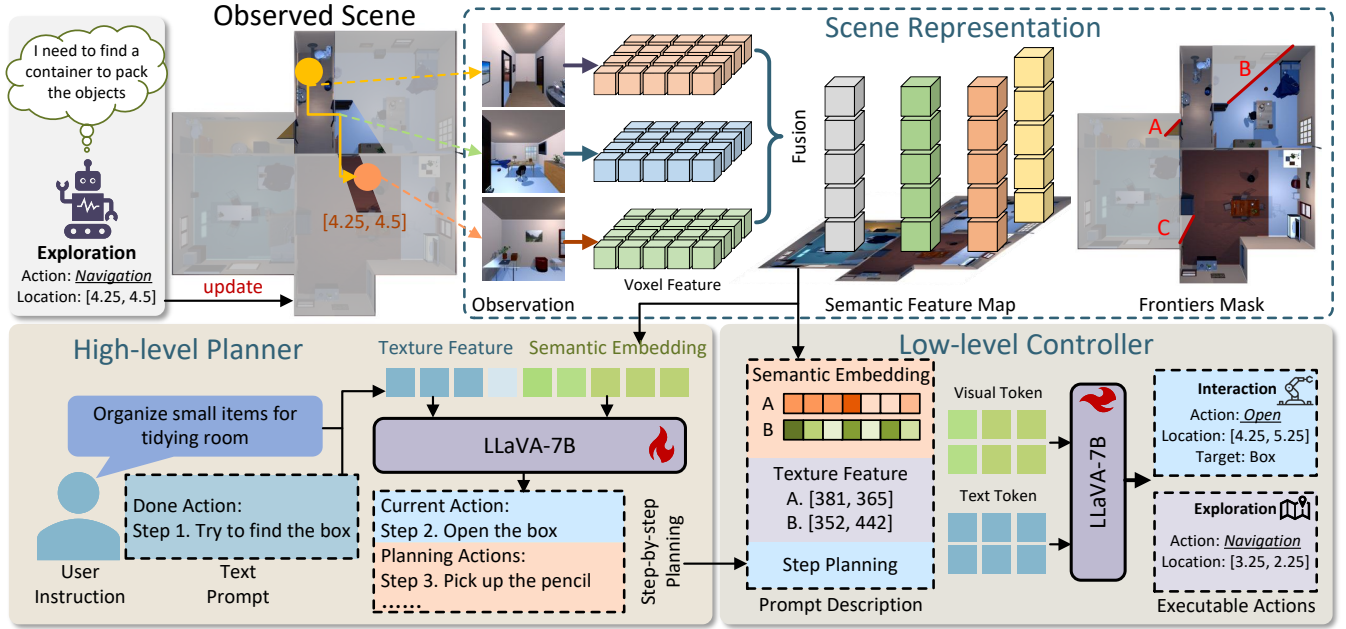 Observed Scene
I need to find a
container to pack
the objects
[4.25, 4.5]
Exploration
Action: Navigation
Location: [4.25, 4.5]
update
Scene Representation
Fusion
Observation
Voxel Feature
Semantic Feature Map
A
B
C
Frontiers Mask
High-level Planner
Texture Feature
Semantic Embedding
Organize small items for
tidying room
LLaVA-7B
Done Action:
Step 1. Try to find the box
Current Action:
Step 2. Open the box
Planning Actions:
Step 3. Pick up the pencil
......
User
Instruction
Text
Prompt
Step-by-step
Planning
Low-level Controller
Semantic Embedding
A
B
Texture Feature
A. [381, 365]
B. [352, 442]
Step Planning
Prompt Description
Visual Token
Text Token
LLaVA-7B
Interaction
Action: Open
Location: [4.25, 5.25]
Target: Box
Exploration
Action: Navigation
Location: [3.25, 2.25]
Executable Actions